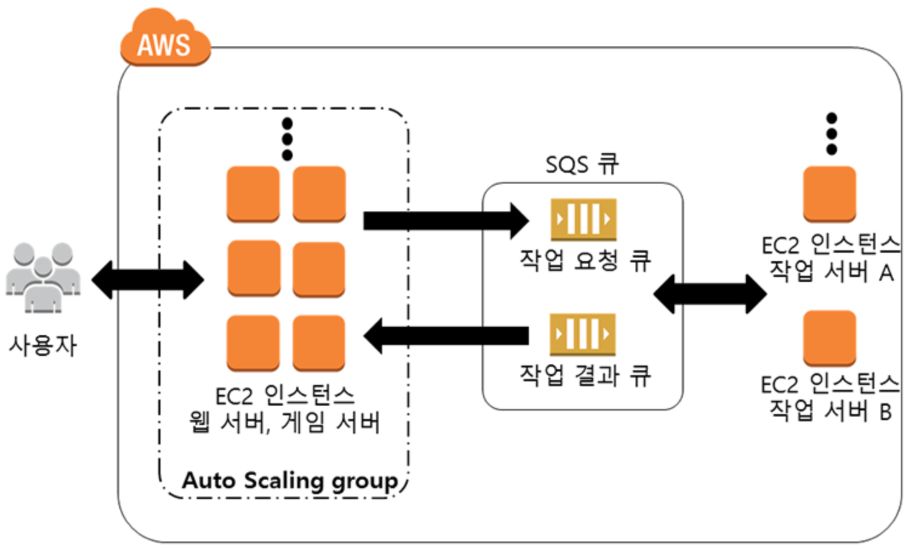 AWS
SQS 큐
작업 요청 큐
EC2 인스턴스
작업 서버 A
사용자
작업 결과 큐
EC2 인스턴스
웹 서버, 게임 서버
EC2 인스턴스
작업 서버 B
Auto Scaling group